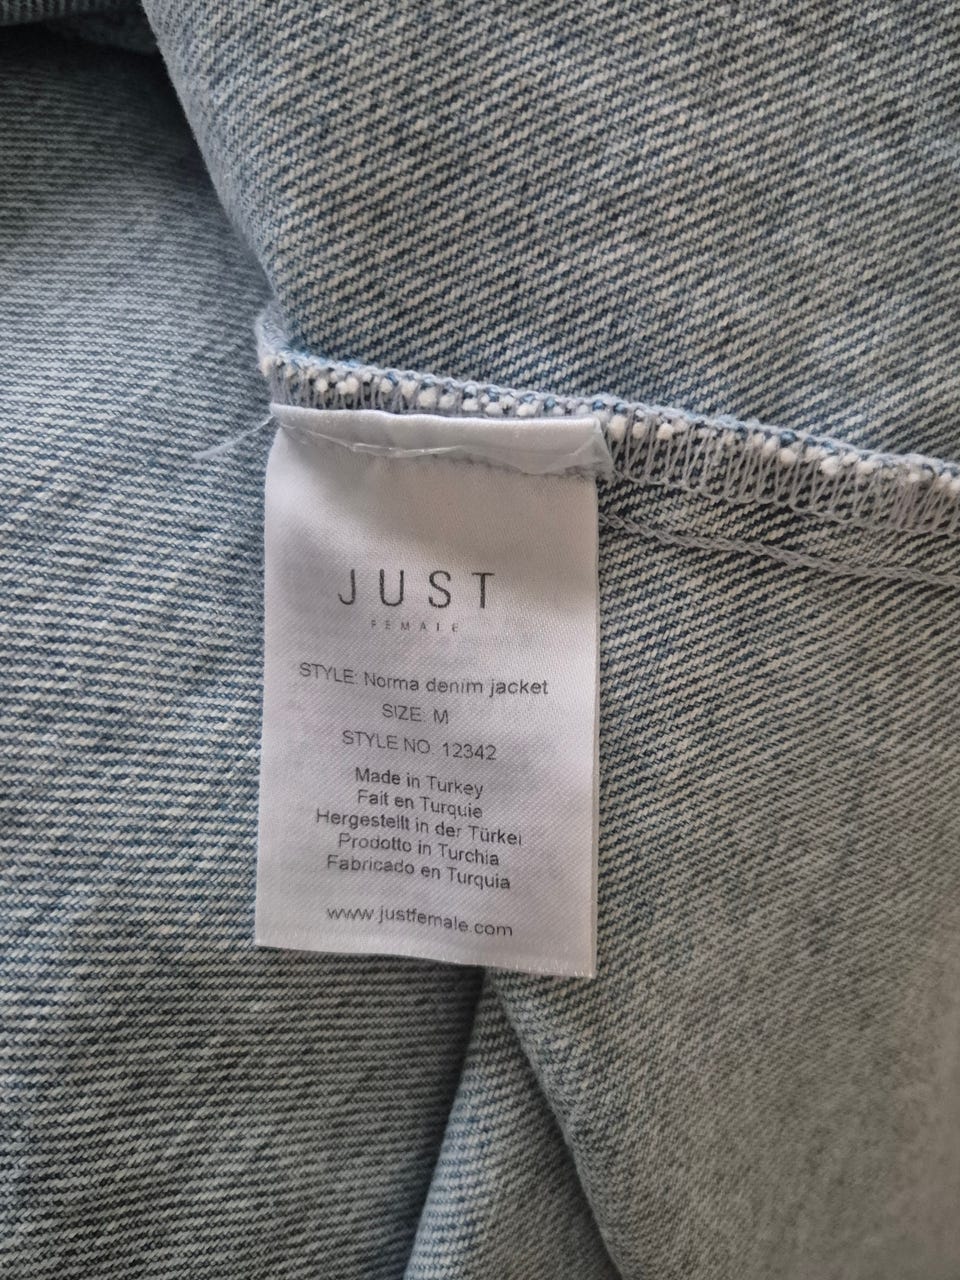 JUST
FEMALE
STYLE: Norma denim jacket
SIZE: M
STYLE NO. 12342
Made in Turkey
Fait en Turquie
Hergestellt in der Türkei
Prodotto in Turchia
Fabricado en Turquia
www.justfemale.com